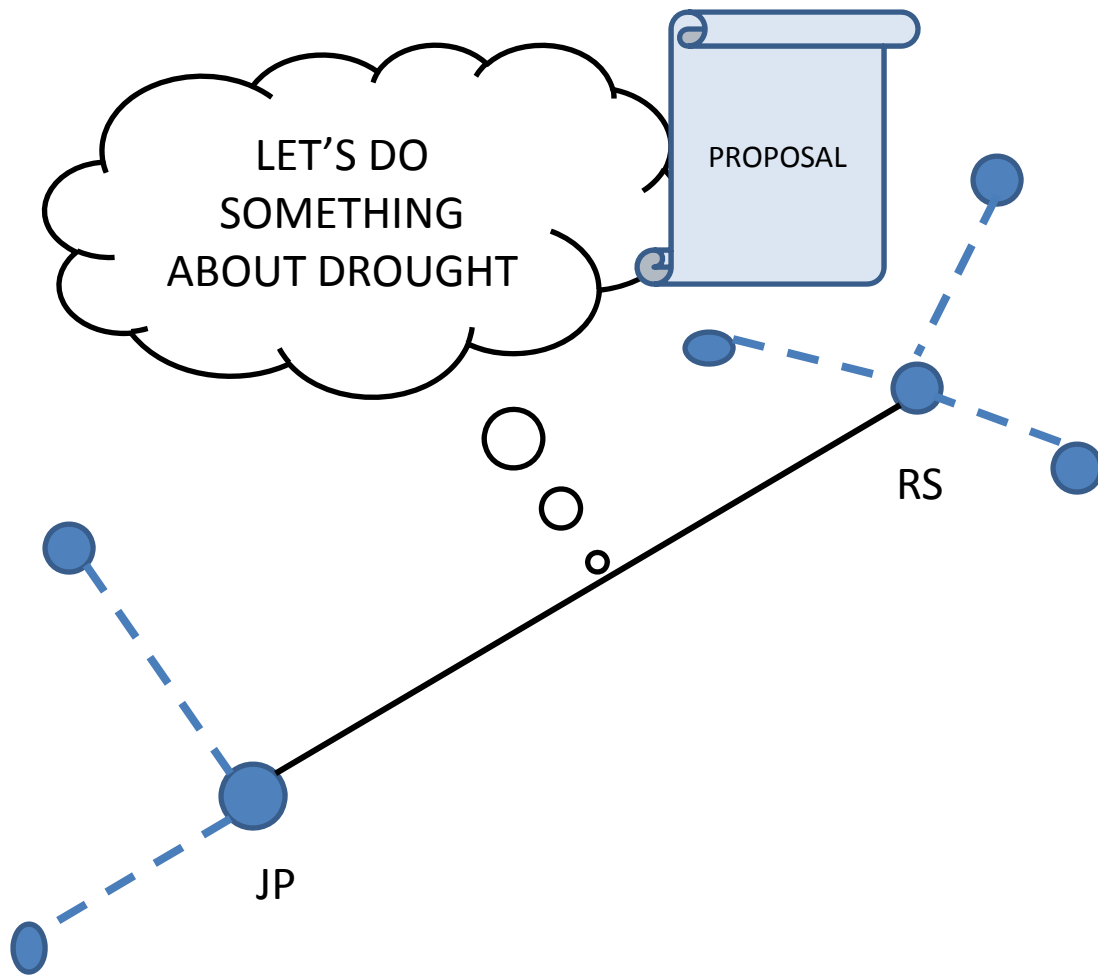 LET’S DO
SOMETHING
ABOUT DROUGHT
PROPOSAL
RS
JP